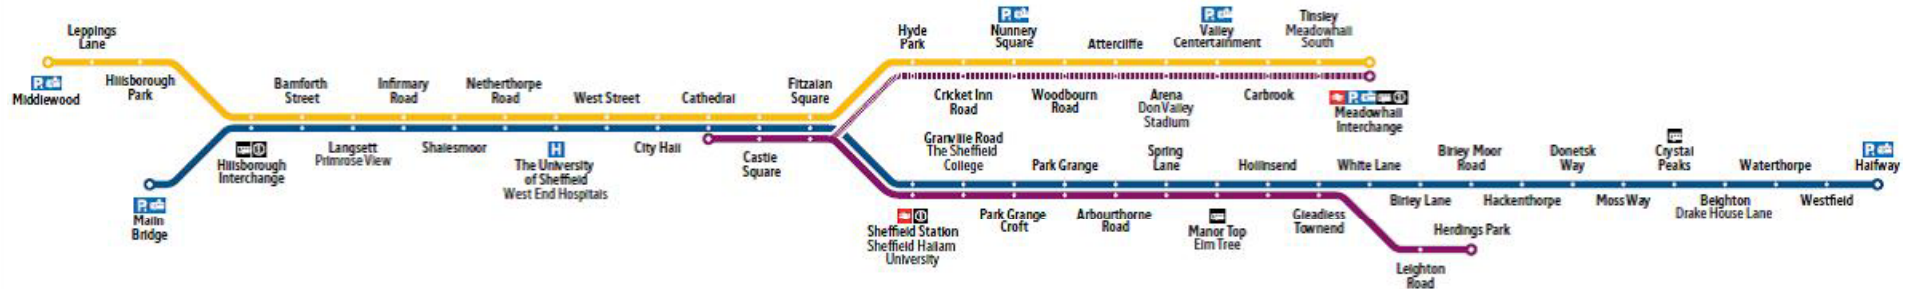 Leppings
Lane
P
Middlewood
Hillsborough
Park
P
Malin
Bridge
Hillsborough
Interchange
Bamforth
Street
Langsett
Primrose View
Infirmary
Road
Shalesmoor
Netherthorpe
Road
H
The University
of Sheffield
West End Hospitals
West Street
City Hall
Cathedral
Castle
Square
Fitzalan
Square
Hyde
Park
Cricket Inn
Road
P
Nunnery
Square
Woodbourn
Road
Attercliffe
Arena
Don Valley
Stadium
P
Valley
Centertainment
Carbrook
Tinsley
Meadowhall
South
P
Meadowhall
Interchange
Sheffield Station
Sheffield Hallam
University
Granville Road
The Sheffield
College
Park Grange
Croft
Park Grange
Arbourthorne
Road
Spring
Lane
Manor Top
Elm Tree
Hollinsend
Gleadless
Townend
White Lane
Birley Lane
Birley Moor
Road
Hackenthorpe
Donetsk
Way
Moss Way
Crystal
Peaks
Beighton
Drake House Lane
Waterthorpe
Westfield
P
Halfway
Leighton
Road
Herdings Park